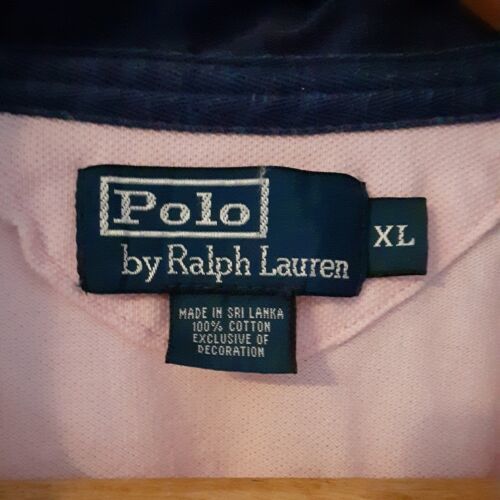 Polo
by Ralph Lauren
XL
MADE IN SRI LANKA
100% COTTON
EXCLUSIVE OF
DECORATION